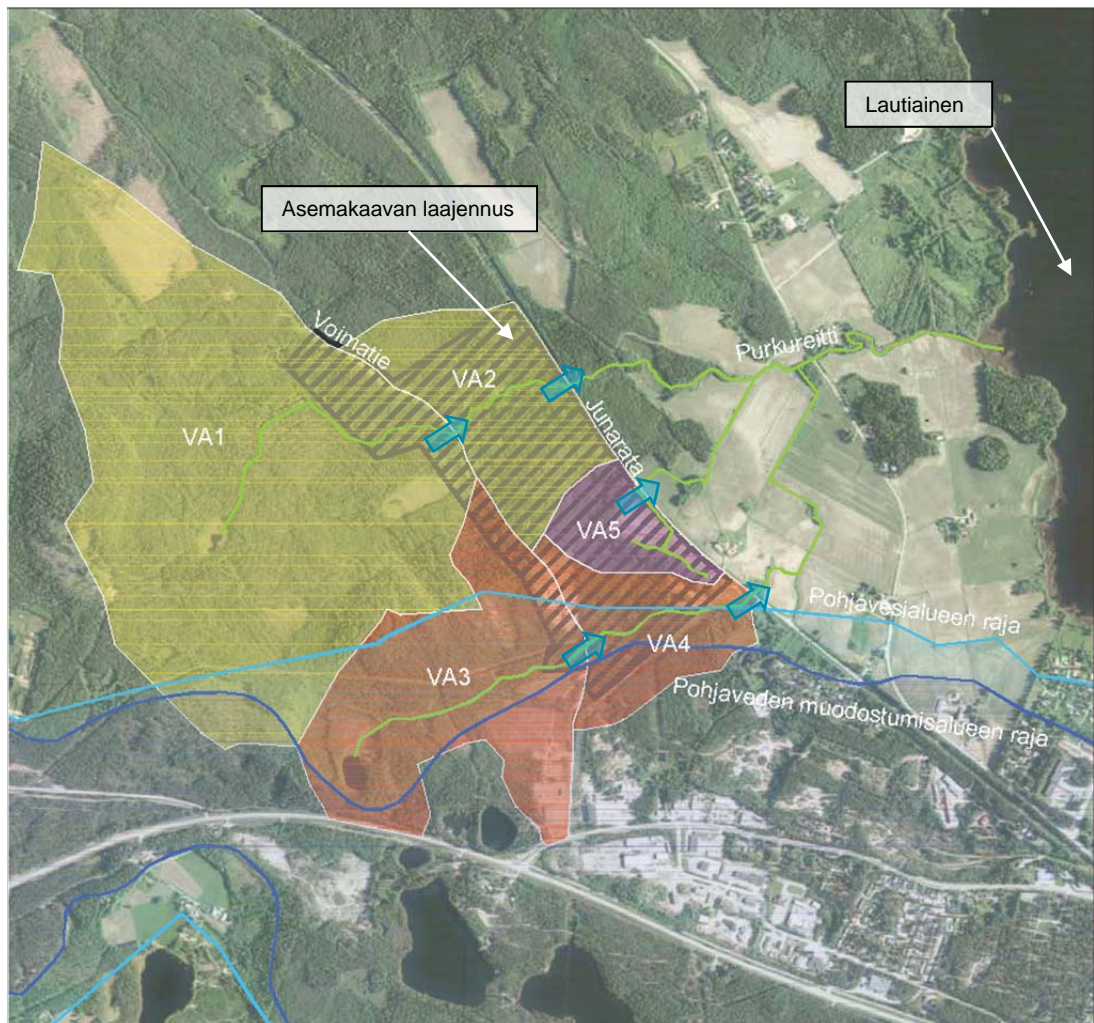 Lautiainen
Asemakaavan laajennus
Voimatie
Purkureitti
VA2
Junarata
VA1
VA5
Pohjavesialueen raja
VA4
VA3
Pohjaveden muodostumisalueen raja